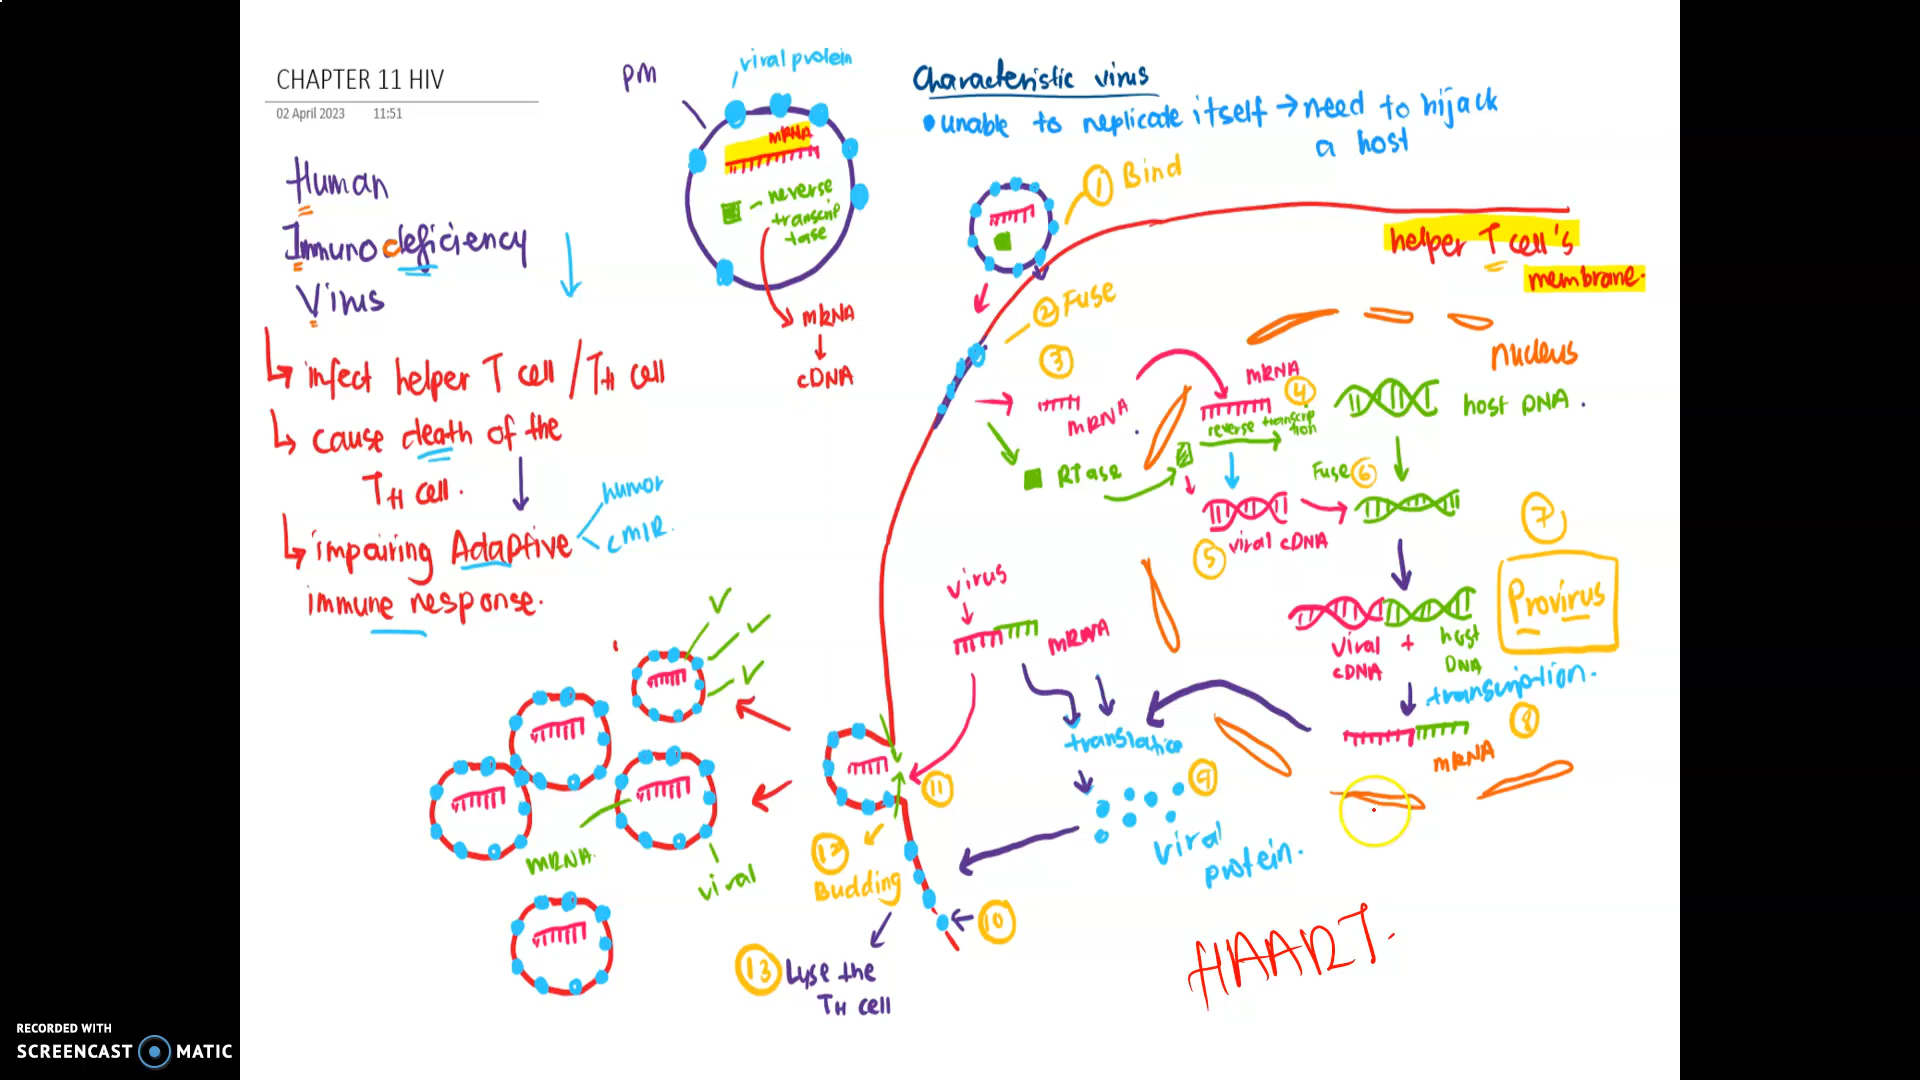 CHAPTER 11 HIV
02 April 2023 11:51
Human
Immunodeficiency
Virus
infect helper T cell / TH cell
cause death of the
TH cell.
humor
CMIR.
impairing Adaptive
immune response.
PM
viral protein
mRNA
reverse
transcrip
tase
mRNA
cDNA
Characteristic virus
• unable to replicate itself → need to hijack
a host
1 Bind
helper T cell's
membrane.
2 Fuse
3
mRNA
RTase
nucleus
mRNA
4
reverse transcrip
tion
host DNA.
Fuse 6
5 viral cDNA
7
Provirus
viral + host
cDNA DNA
transcription.
8
mRNA
virus
mRNA
translation
9
viral
protein.
10
11
12
Budding
13 Lyse the
TH cell
mRNA.
viral
HAART.
RECORDED WITH
SCREENCAST MATIC